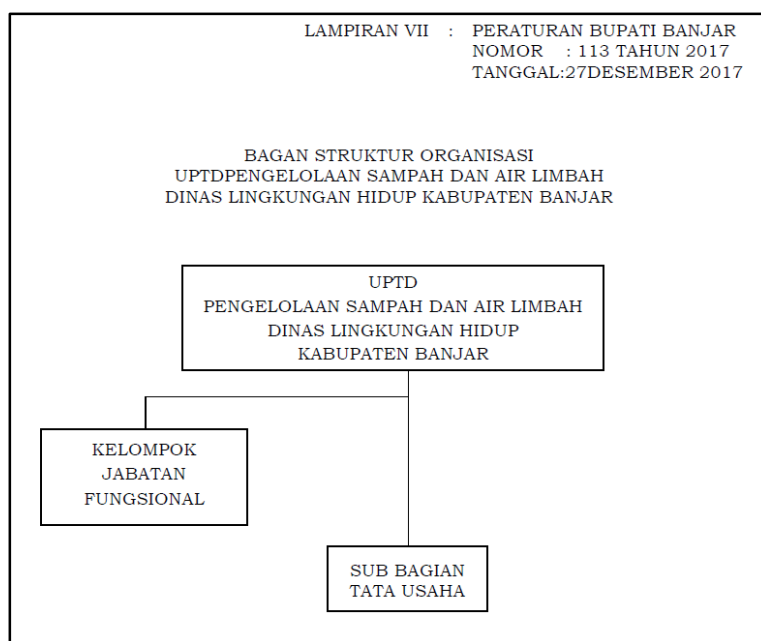 LAMPIRAN VII : PERATURAN BUPATI BANJAR
NOMOR : 113 TAHUN 2017
TANGGAL:27DESEMBER 2017
BAGAN STRUKTUR ORGANISASI
UPTDPENGELOLAAN SAMPAH DAN AIR LIMBAH
DINAS LINGKUNGAN HIDUP KABUPATEN BANJAR
UPTD
PENGELOLAAN SAMPAH DAN AIR LIMBAH
DINAS LINGKUNGAN HIDUP
KABUPATEN BANJAR
KELOMPOK
JABATAN
FUNGSIONAL
SUB BAGIAN
TATA USAHA